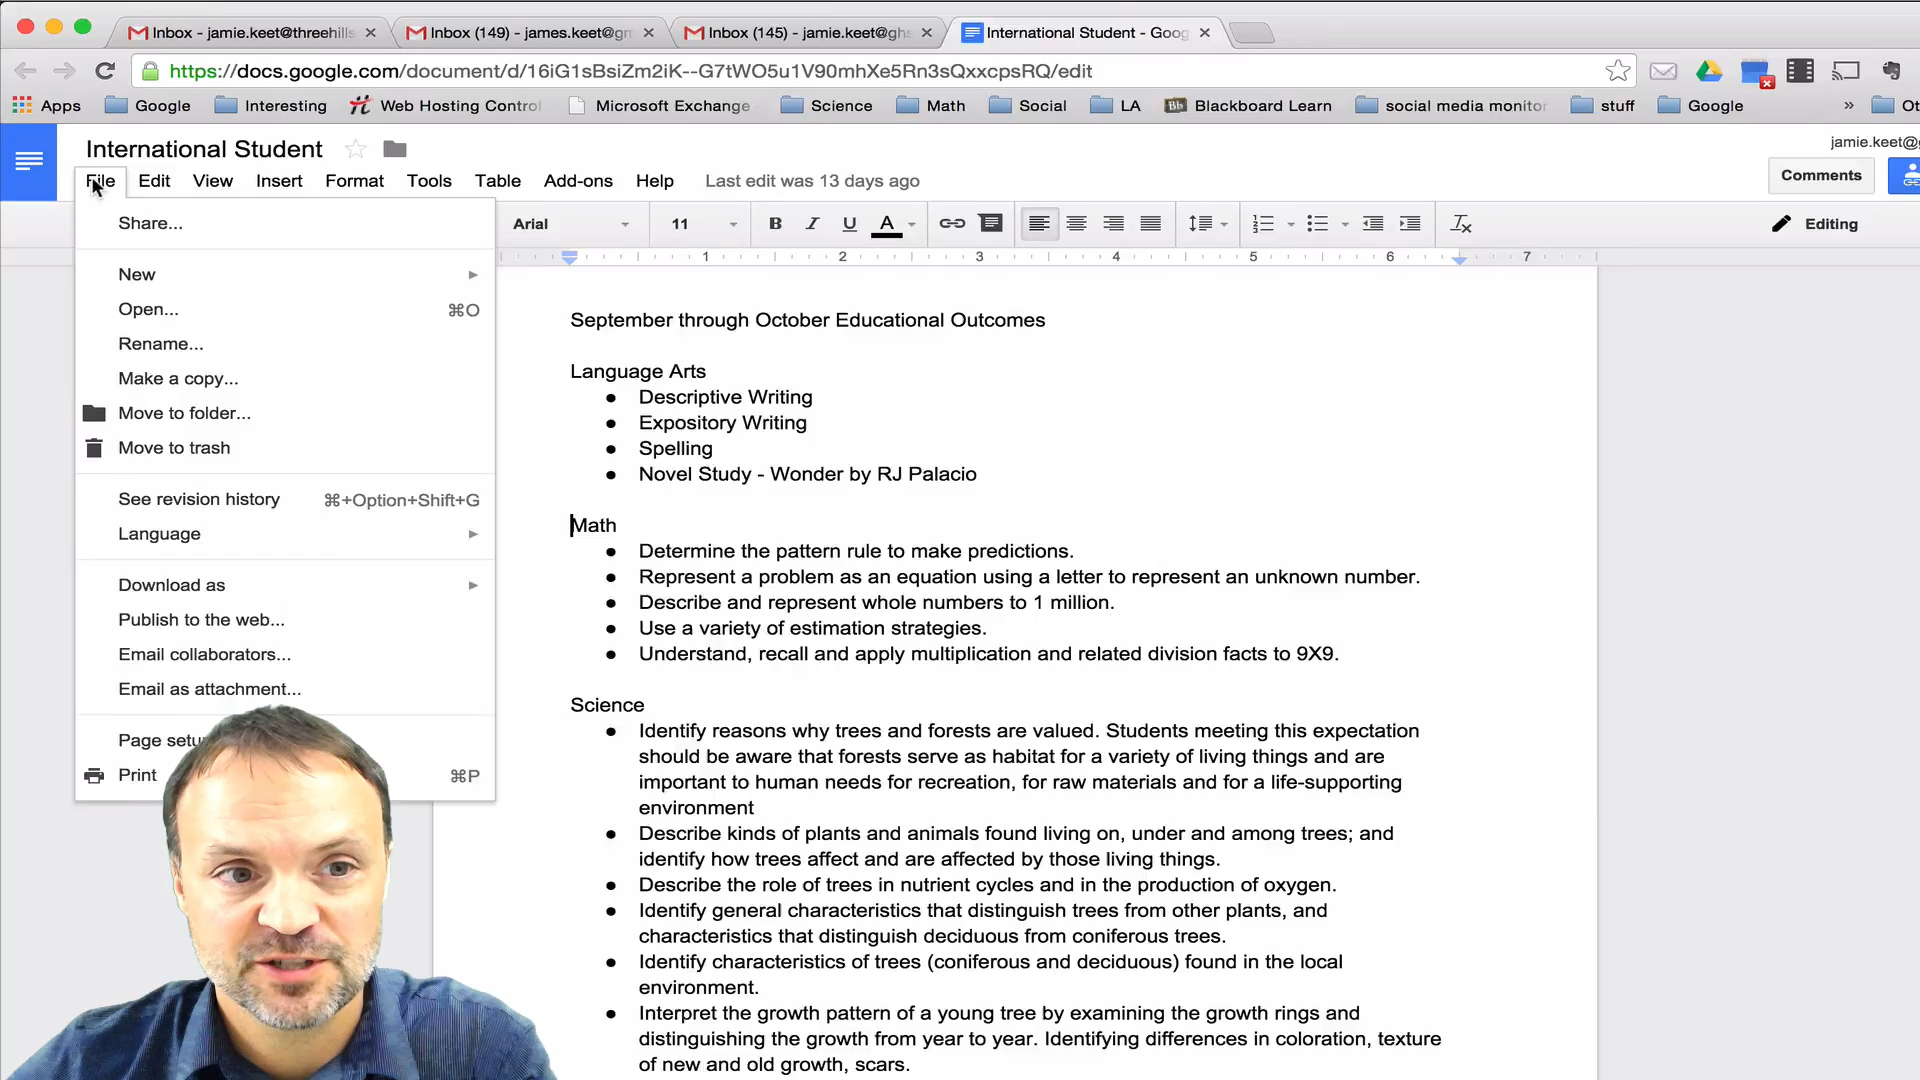 Inbox - jamie.keet@threehills
Inbox (149) - james.keet@gm
Inbox (145) - jamie.keet@ghs
International Student - Goog
https://docs.google.com/document/d/16iG1sBsiZm2iK--G7tWO5u1V90mhXe5Rn3sQxxcpsRQ/edit
Apps Google Interesting Web Hosting Control Microsoft Exchange Science Math Social LA Bb Blackboard Learn social media monitor stuff Google » Ot
International Student
jamie.keet@g
File Edit View Insert Format Tools Table Add-ons Help Last edit was 13 days ago
Comments
Arial 11 B I U A Editing
1 2 3 4 5 6 7
Share...
New
Open... ⌘O
Rename...
Make a copy...
Move to folder...
Move to trash
See revision history ⌘+Option+Shift+G
Language
Download as
Publish to the web...
Email collaborators...
Email as attachment...
Page setu
Print ⌘P
September through October Educational Outcomes
Language Arts
● Descriptive Writing
● Expository Writing
● Spelling
● Novel Study - Wonder by RJ Palacio
Math
● Determine the pattern rule to make predictions.
● Represent a problem as an equation using a letter to represent an unknown number.
● Describe and represent whole numbers to 1 million.
● Use a variety of estimation strategies.
● Understand, recall and apply multiplication and related division facts to 9X9.
Science
● Identify reasons why trees and forests are valued. Students meeting this expectation
should be aware that forests serve as habitat for a variety of living things and are
important to human needs for recreation, for raw materials and for a life-supporting
environment
● Describe kinds of plants and animals found living on, under and among trees; and
identify how trees affect and are affected by those living things.
● Describe the role of trees in nutrient cycles and in the production of oxygen.
● Identify general characteristics that distinguish trees from other plants, and
characteristics that distinguish deciduous from coniferous trees.
● Identify characteristics of trees (coniferous and deciduous) found in the local
environment.
● Interpret the growth pattern of a young tree by examining the growth rings and
distinguishing the growth from year to year. Identifying differences in coloration, texture
of new and old growth, scars.